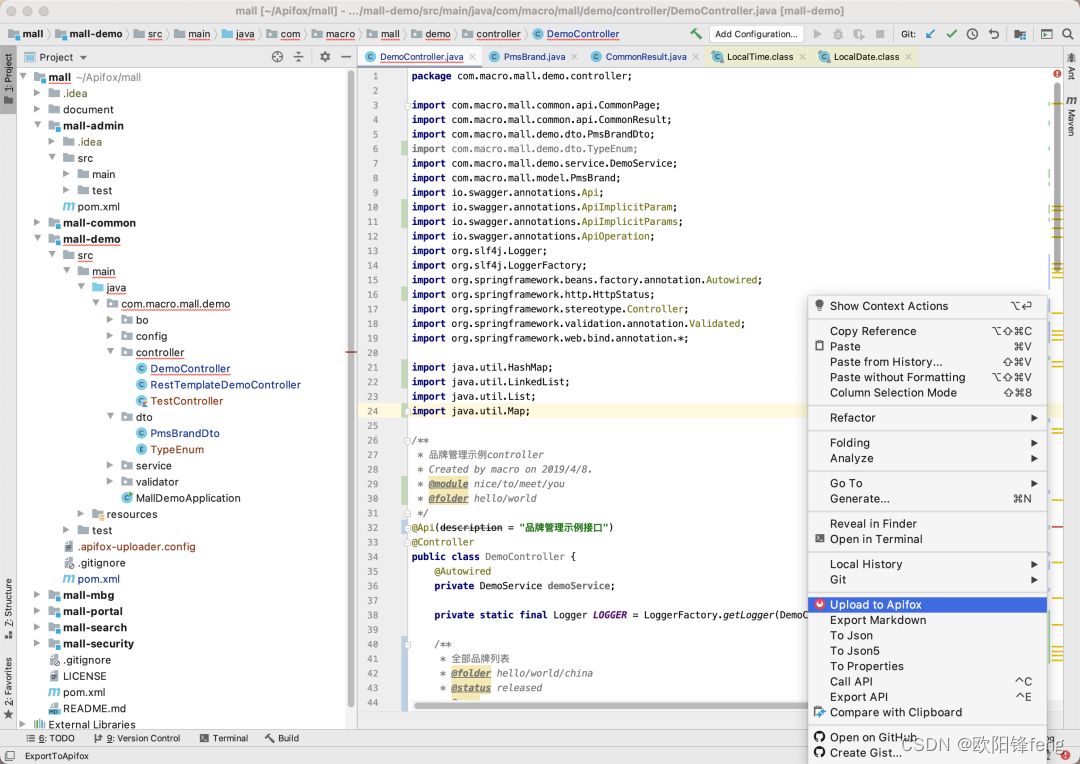 mall [~/Apifox/mall] - .../mall-demo/src/main/java/com/macro/mall/demo/controller/DemoController.java [mall-demo]
mall mall-demo src main java com macro mall demo controller DemoController Add Configuration... Git:
Project
DemoController.java PmsBrand.java CommonResult.java LocalTime.class LocalDate.class
1: Project
Z: Structure
2: Favorites
Ant
Maven
mall ~/Apifox/mall
.idea
document
mall-admin
.idea
src
main
test
pom.xml
mall-common
mall-demo
src
main
java
com.macro.mall.demo
bo
config
controller
DemoController
RestTemplateDemoController
TestController
dto
PmsBrandDto
TypeEnum
service
validator
MallDemoApplication
resources
test
.apifox-uploader.config
.gitignore
pom.xml
mall-mbg
mall-portal
mall-search
mall-security
.gitignore
LICENSE
pom.xml
README.md
External Libraries
1 package com.macro.mall.demo.controller;
2
3 import com.macro.mall.common.api.CommonPage;
4 import com.macro.mall.common.api.CommonResult;
5 import com.macro.mall.demo.dto.PmsBrandDto;
6 import com.macro.mall.demo.dto.TypeEnum;
7 import com.macro.mall.demo.service.DemoService;
8 import com.macro.mall.model.PmsBrand;
9 import io.swagger.annotations.Api;
10 import io.swagger.annotations.ApiImplicitParam;
11 import io.swagger.annotations.ApiImplicitParams;
12 import io.swagger.annotations.ApiOperation;
13 import org.slf4j.Logger;
14 import org.slf4j.LoggerFactory;
15 import org.springframework.beans.factory.annotation.Autowired;
16 import org.springframework.http.HttpStatus;
17 import org.springframework.stereotype.Controller;
18 import org.springframework.validation.annotation.Validated;
19 import org.springframework.web.bind.annotation.*;
20
21 import java.util.HashMap;
22 import java.util.LinkedList;
23 import java.util.List;
24 import java.util.Map;
25
26 /**
27 * 品牌管理示例controller
28 * Created by macro on 2019/4/8.
29 * @module nice/to/meet/you
30 * @folder hello/world
31 */
32 @Api(description = "品牌管理示例接口")
33 @Controller
34 public class DemoController {
35 @Autowired
36 private DemoService demoService;
37
38 private static final Logger LOGGER = LoggerFactory.getLogger(DemoC
39
40 /**
41 * 全部品牌列表
42 * @folder hello/world/china
43 * @status released
44
Show Context Actions ⌥⏎
Copy Reference ⌥⇧⌘C
Paste ⌘V
Paste from History... ⇧⌘V
Paste without Formatting ⌥⇧⌘V
Column Selection Mode ⇧⌘8
Refactor
Folding
Analyze
Go To
Generate... ⌘N
Reveal in Finder
Open in Terminal
Local History
Git
Upload to Apifox
Export Markdown
To Json
To Json5
To Properties
Call API ^C
Export API ^E
Compare with Clipboard
Open on GitHub
Create Gist...
6: TODO 9: Version Control Terminal Build
ExportToApifox
CSDN @欧阳锋feng